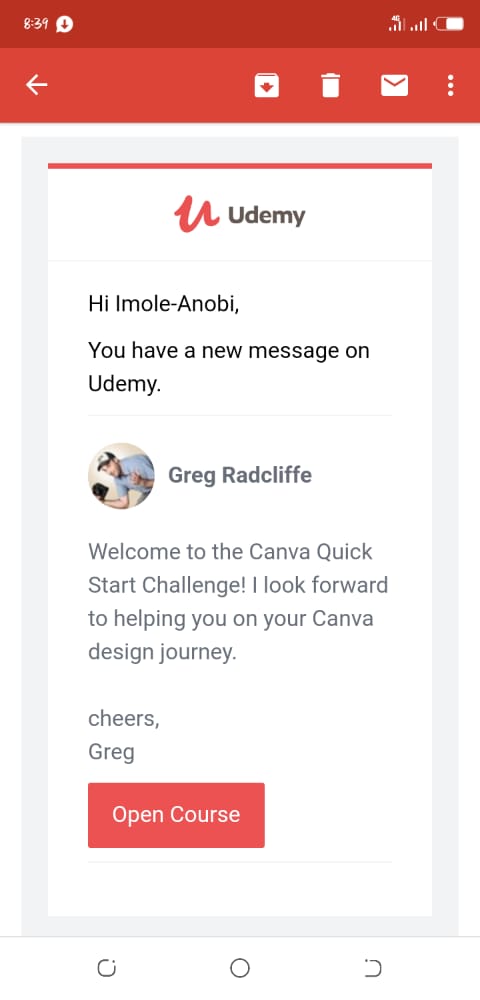 8:39
4G
Udemy
Hi Imole-Anobi,
You have a new message on
Udemy.
Greg Radcliffe
Welcome to the Canva Quick
Start Challenge! I look forward
to helping you on your Canva
design journey.
cheers,
Greg
Open Course